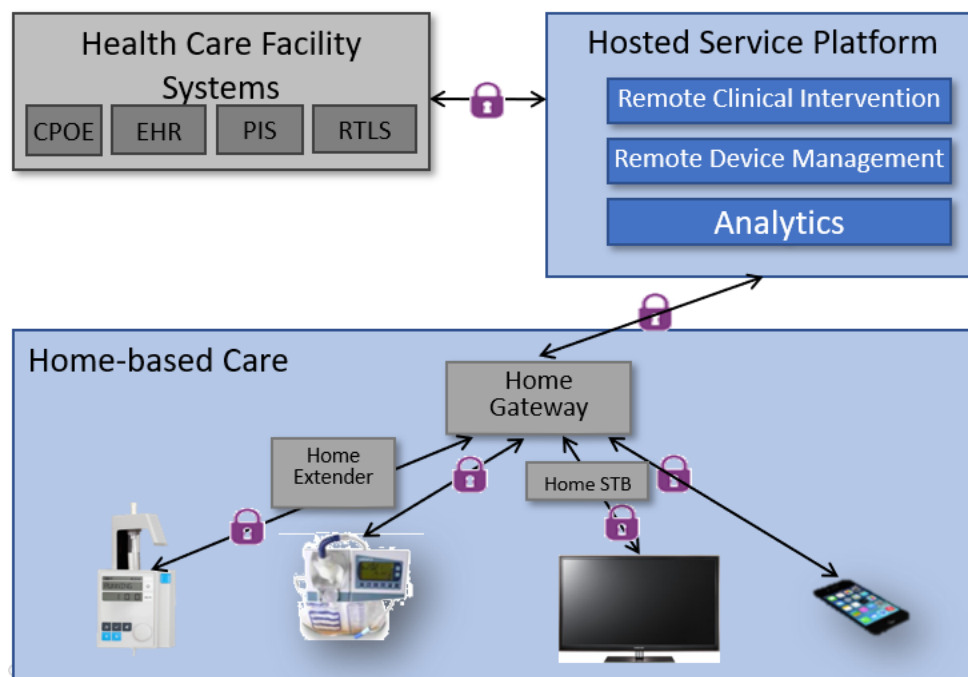 Health Care Facility
Systems
CPOE
EHR
PIS
RTLS
Hosted Service Platform
Remote Clinical Intervention
Remote Device Management
Analytics
Home-based Care
Home
Gateway
Home
Extender
Home STB
RUNNING